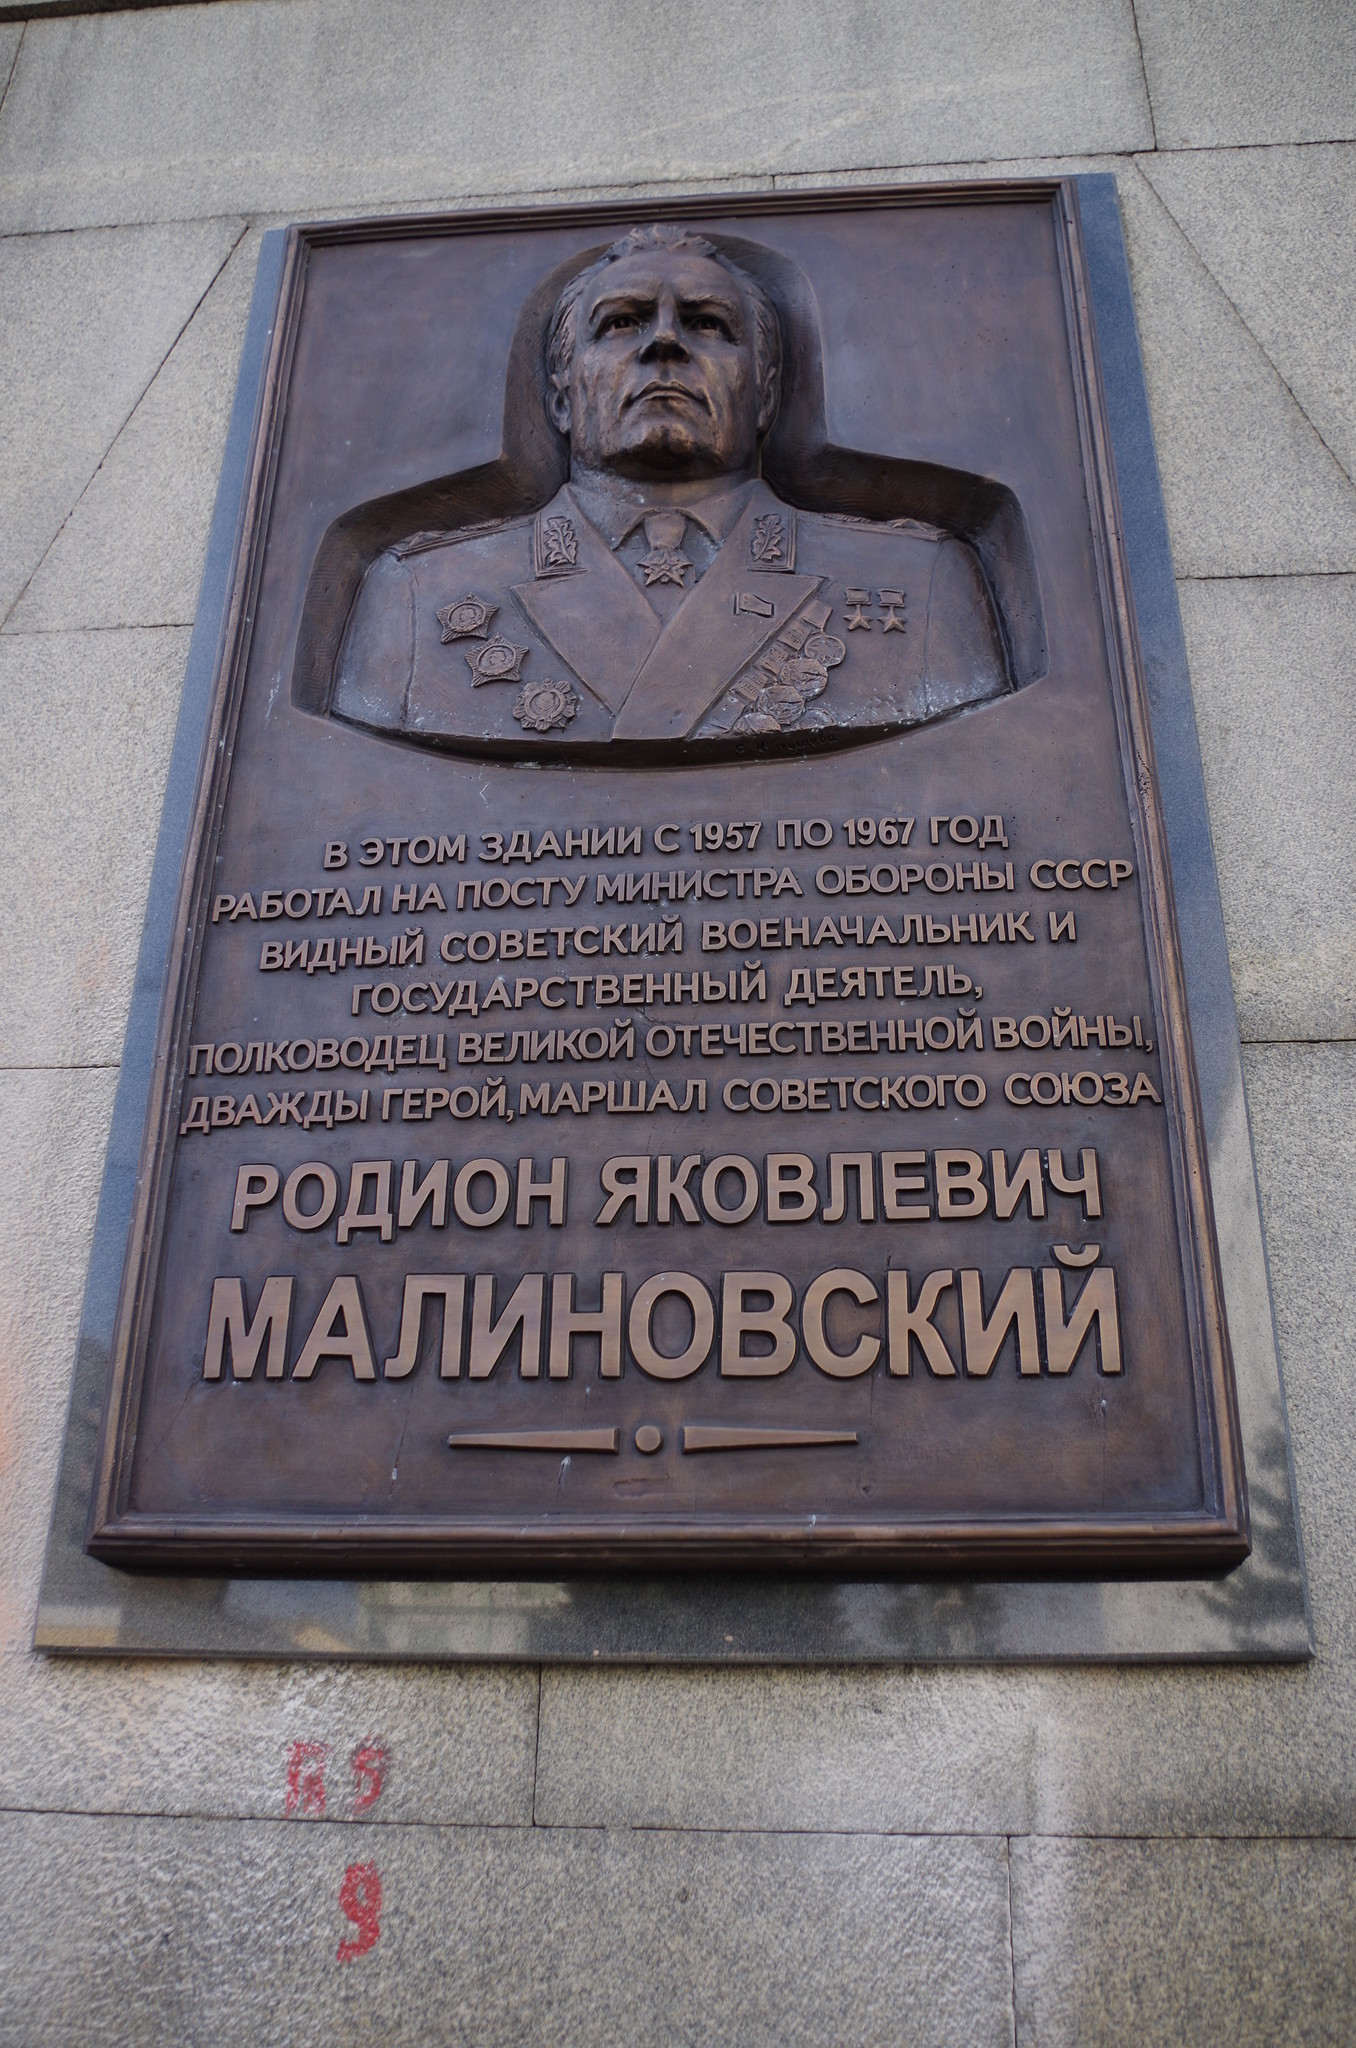 В ЭТОМ ЗДАНИИ С 1957 ПО 1967 ГОД
РАБОТАЛ НА ПОСТУ МИНИСТРА ОБОРОНЫ СССР
ВИДНЫЙ СОВЕТСКИЙ ВОЕНАЧАЛЬНИК И
ГОСУДАРСТВЕННЫЙ ДЕЯТЕЛЬ,
ПОЛКОВОДЕЦ ВЕЛИКОЙ ОТЕЧЕСТВЕННОЙ ВОЙНЫ,
ДВАЖДЫ ГЕРОЙ, МАРШАЛ СОВЕТСКОГО СОЮЗА
РОДИОН ЯКОВЛЕВИЧ
МАЛИНОВСКИЙ
5
9